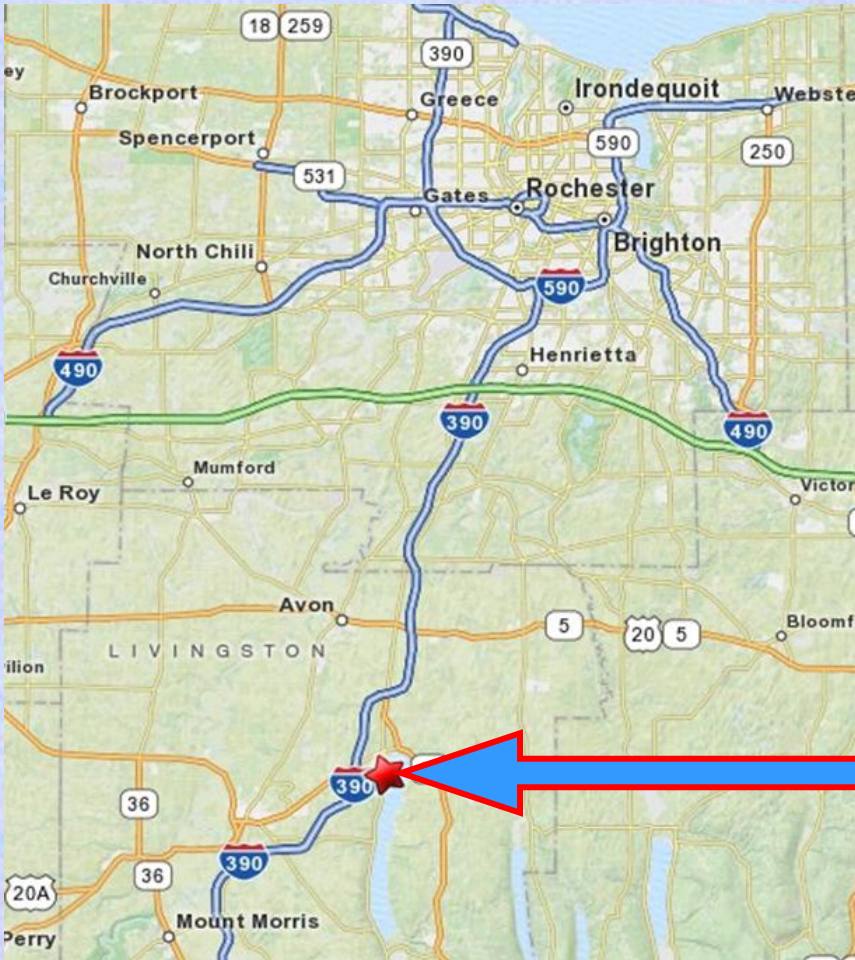 18 259
390
ey
Brockport
Greece
Irondequoit
Webste
Spencerport
590
250
531
Gates
Rochester
North Chili
Brighton
Churchville
590
Henrietta
490
390
490
Mumford
Le Roy
Victor
Avon
5
20 5
Bloomf
LIVINGSTON
ilion
390
36
390
36
20A
Mount Morris
Perry